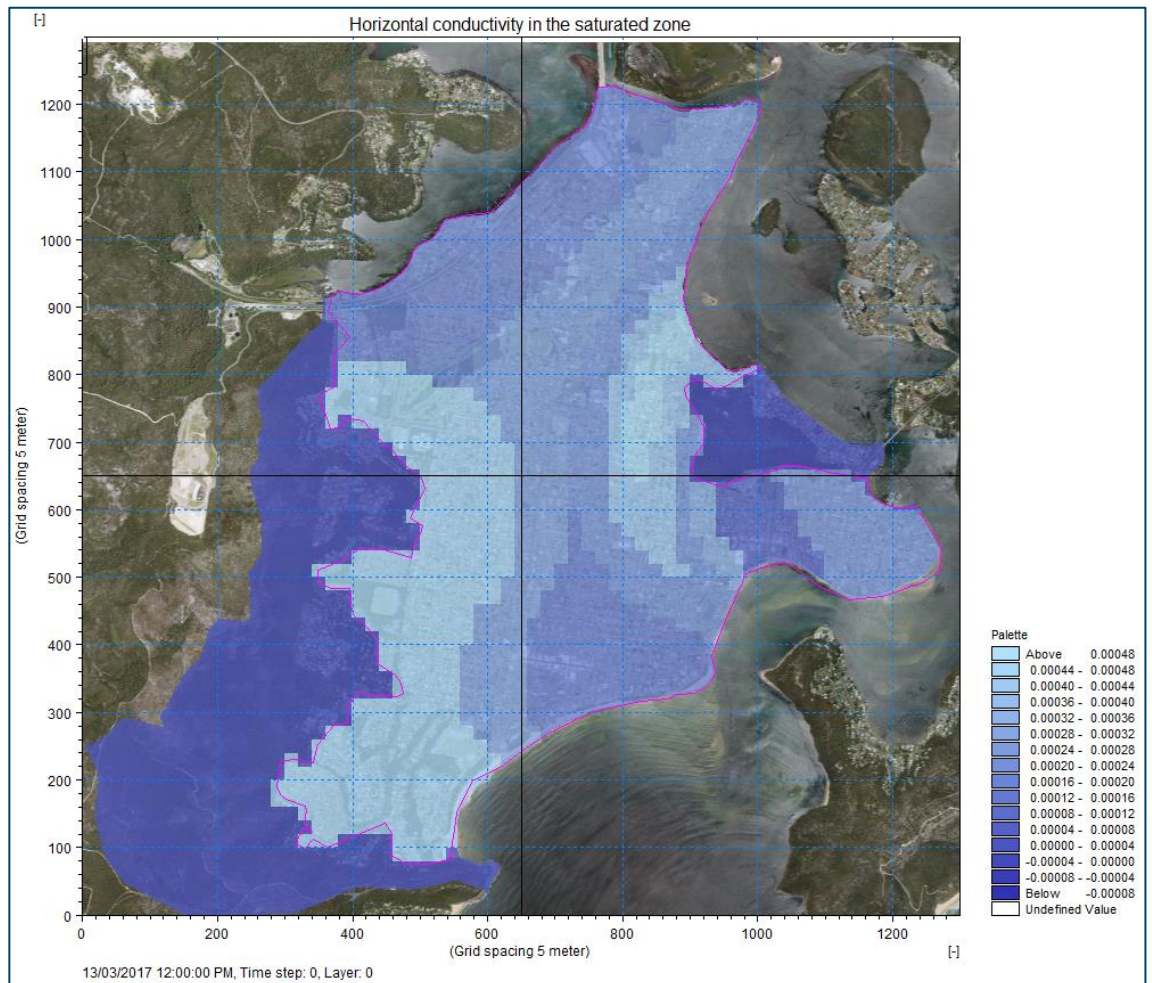 [-]
Horizontal conductivity in the saturated zone
1200
1100
1000
900
800
700
600
500
400
300
200
100
0
(Grid spacing 5 meter)
0 200 400 600 800 1000 1200
(Grid spacing 5 meter) [-]
13/03/2017 12:00:00 PM, Time step: 0, Layer: 0
Palette
Above 0.00048
0.00044 - 0.00048
0.00040 - 0.00044
0.00036 - 0.00040
0.00032 - 0.00036
0.00028 - 0.00032
0.00024 - 0.00028
0.00020 - 0.00024
0.00016 - 0.00020
0.00012 - 0.00016
0.00008 - 0.00012
0.00004 - 0.00008
0.00000 - 0.00004
-0.00004 - 0.00000
-0.00008 - -0.00004
Below -0.00008
Undefined Value